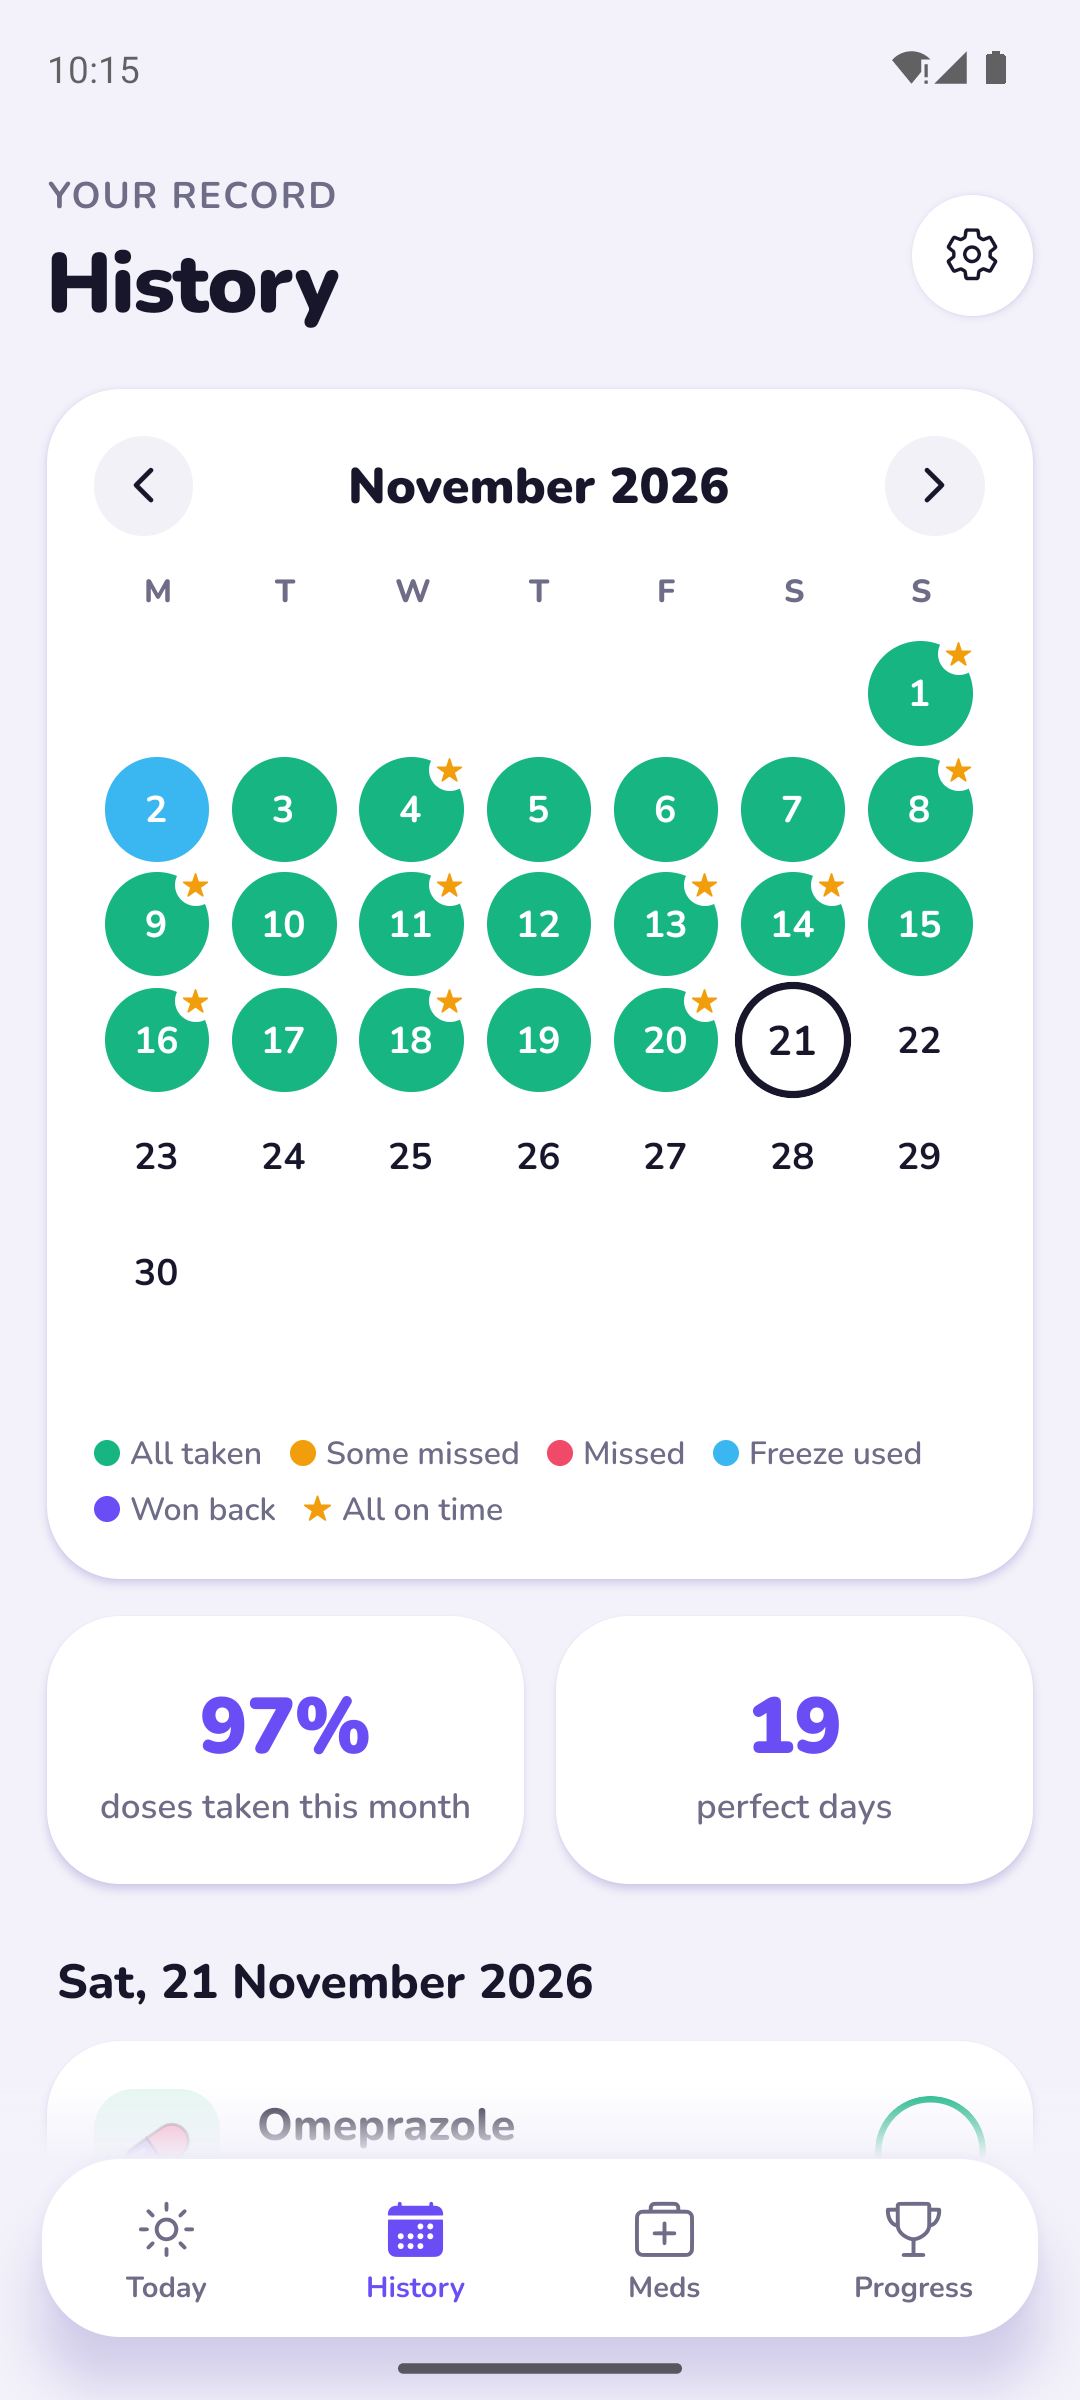 10:15
YOUR RECORD
History
November 2026
M T W T F S S
1
2 3 4 5 6 7 8
9 10 11 12 13 14 15
16 17 18 19 20 21 22
23 24 25 26 27 28 29
30
All taken Some missed Missed Freeze used
Won back All on time
97% 19
doses taken this month perfect days
Sat, 21 November 2026
Omeprazole
Today History Meds Progress